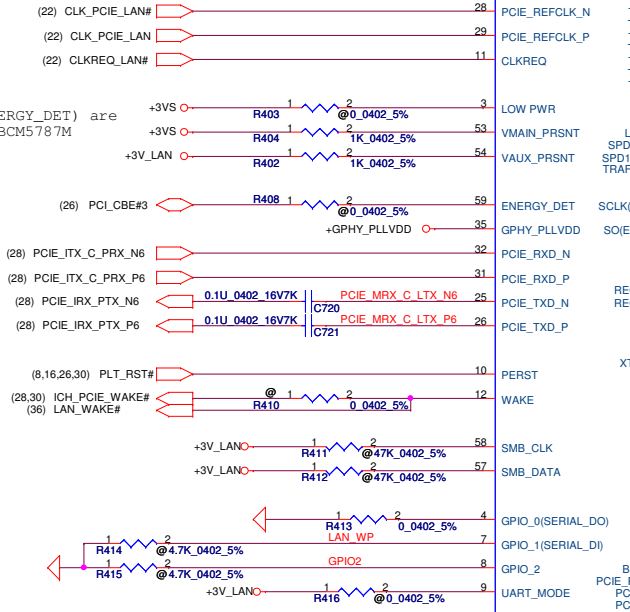 (22) CLK_PCIE_LAN# 28 PCIE_REFCLK_N
(22) CLK_PCIE_LAN 29 PCIE_REFCLK_P
(22) CLKREQ_LAN# 11 CLKREQ
ERGY_DET) are
BCM5787M
+3VS R403 1 2 @0_0402_5% 3 LOW PWR
+3VS R404 1 2 1K_0402_5% 53 VMAIN_PRSNT
+3V_LAN R402 1 2 1K_0402_5% 54 VAUX_PRSNT
SPD
SPD1
TRAF
(26) PCI_CBE#3 R408 1 2 @0_0402_5% 59 ENERGY_DET SCLK(
+GPHY_PLLVDD 35 GPHY_PLLVDD SO(E
(28) PCIE_ITX_C_PRX_N6 32 PCIE_RXD_N
(28) PCIE_ITX_C_PRX_P6 31 PCIE_RXD_P
(28) PCIE_IRX_PTX_N6 0.1U_0402_16V7K C720 PCIE_MRX_C_LTX_N6 25 PCIE_TXD_N
(28) PCIE_IRX_PTX_P6 0.1U_0402_16V7K C721 PCIE_MRX_C_LTX_P6 26 PCIE_TXD_P
XT
(8,16,26,30) PLT_RST# 10 PERST
(28,30) ICH_PCIE_WAKE# @ R410 1 2 0_0402_5% 12 WAKE
(36) LAN_WAKE#
+3V_LAN R411 1 2 @47K_0402_5% 58 SMB_CLK
+3V_LAN R412 1 2 @47K_0402_5% 57 SMB_DATA
R413 1 2 0_0402_5% 4 GPIO_0(SERIAL_DO)
R414 1 2 @4.7K_0402_5% LAN_WP 7 GPIO_1(SERIAL_DI)
R415 1 2 @4.7K_0402_5% GPIO2 8 GPIO_2
+3V_LAN R416 1 2 @0_0402_5% 9 UART_MODE